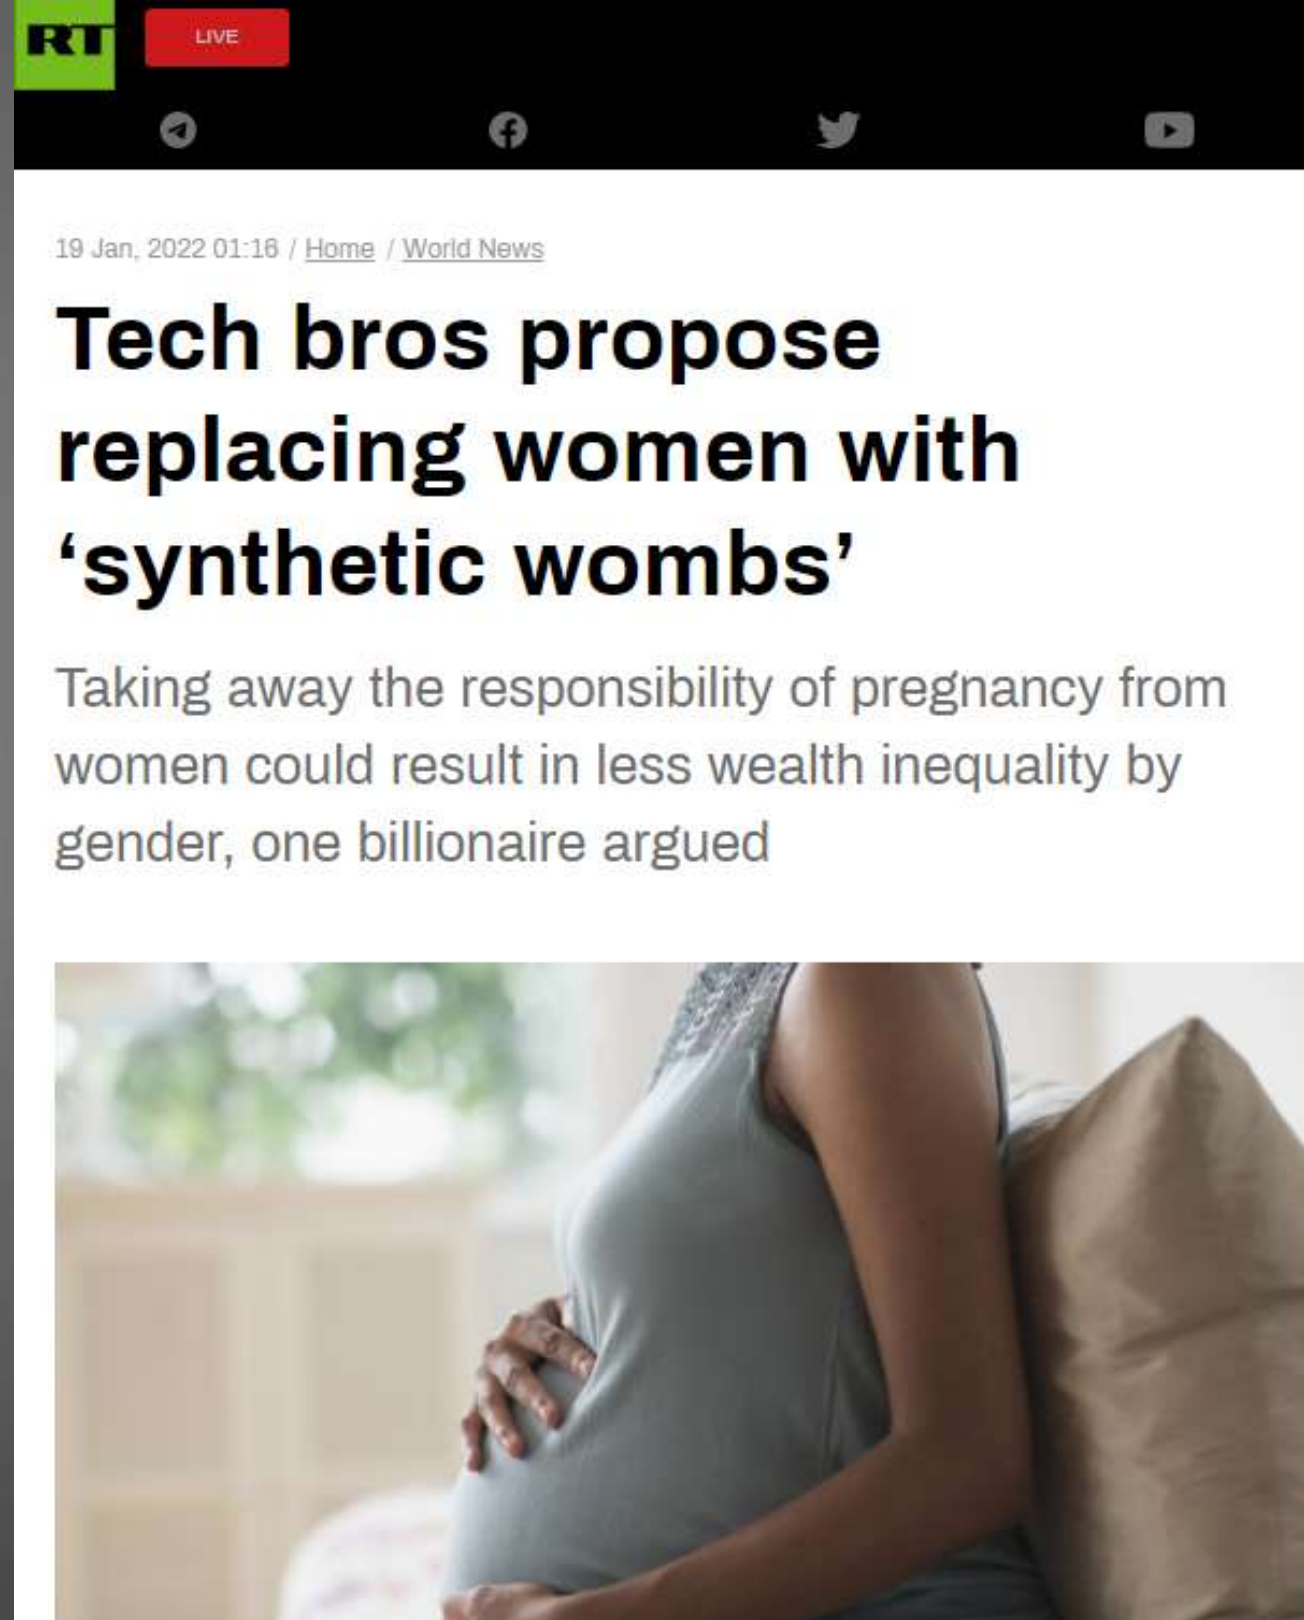 RT
LIVE
19 Jan, 2022 01:16 / Home / World News
Tech bros propose
replacing women with
‘synthetic wombs’
Taking away the responsibility of pregnancy from
women could result in less wealth inequality by
gender, one billionaire argued